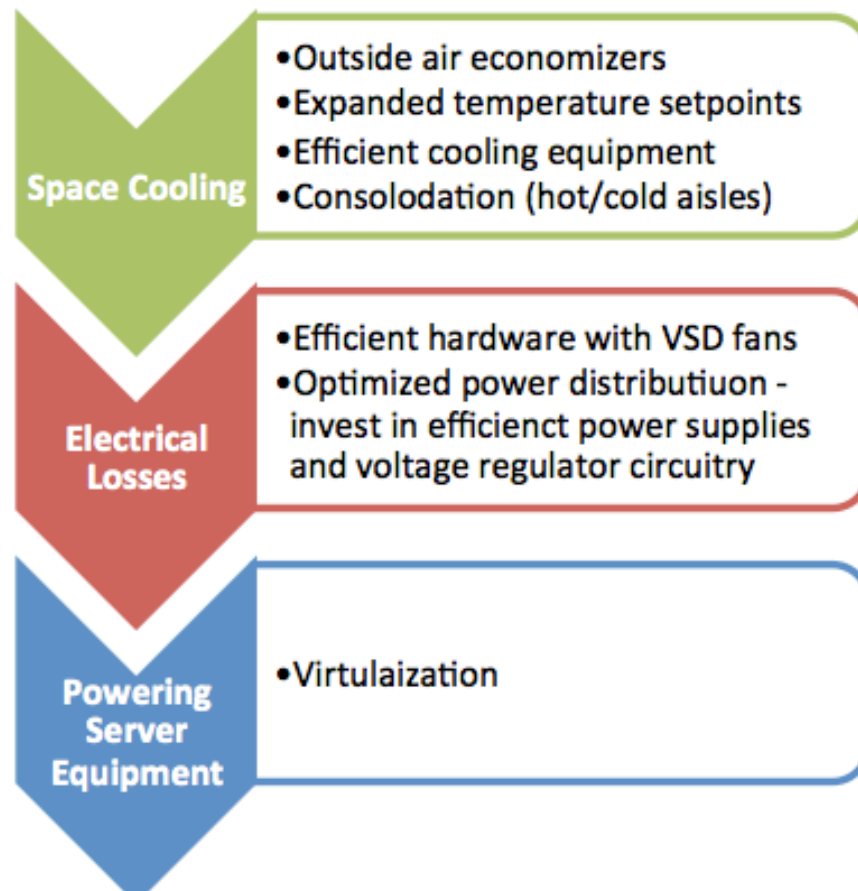 Space Cooling
•Outside air economizers
•Expanded temperature setpoints
•Efficient cooling equipment
•Consolodation (hot/cold aisles)
Electrical
Losses
•Efficient hardware with VSD fans
•Optimized power distributiuon -
invest in efficienct power supplies
and voltage regulator circuitry
Powering
Server
Equipment
•Virtulaization